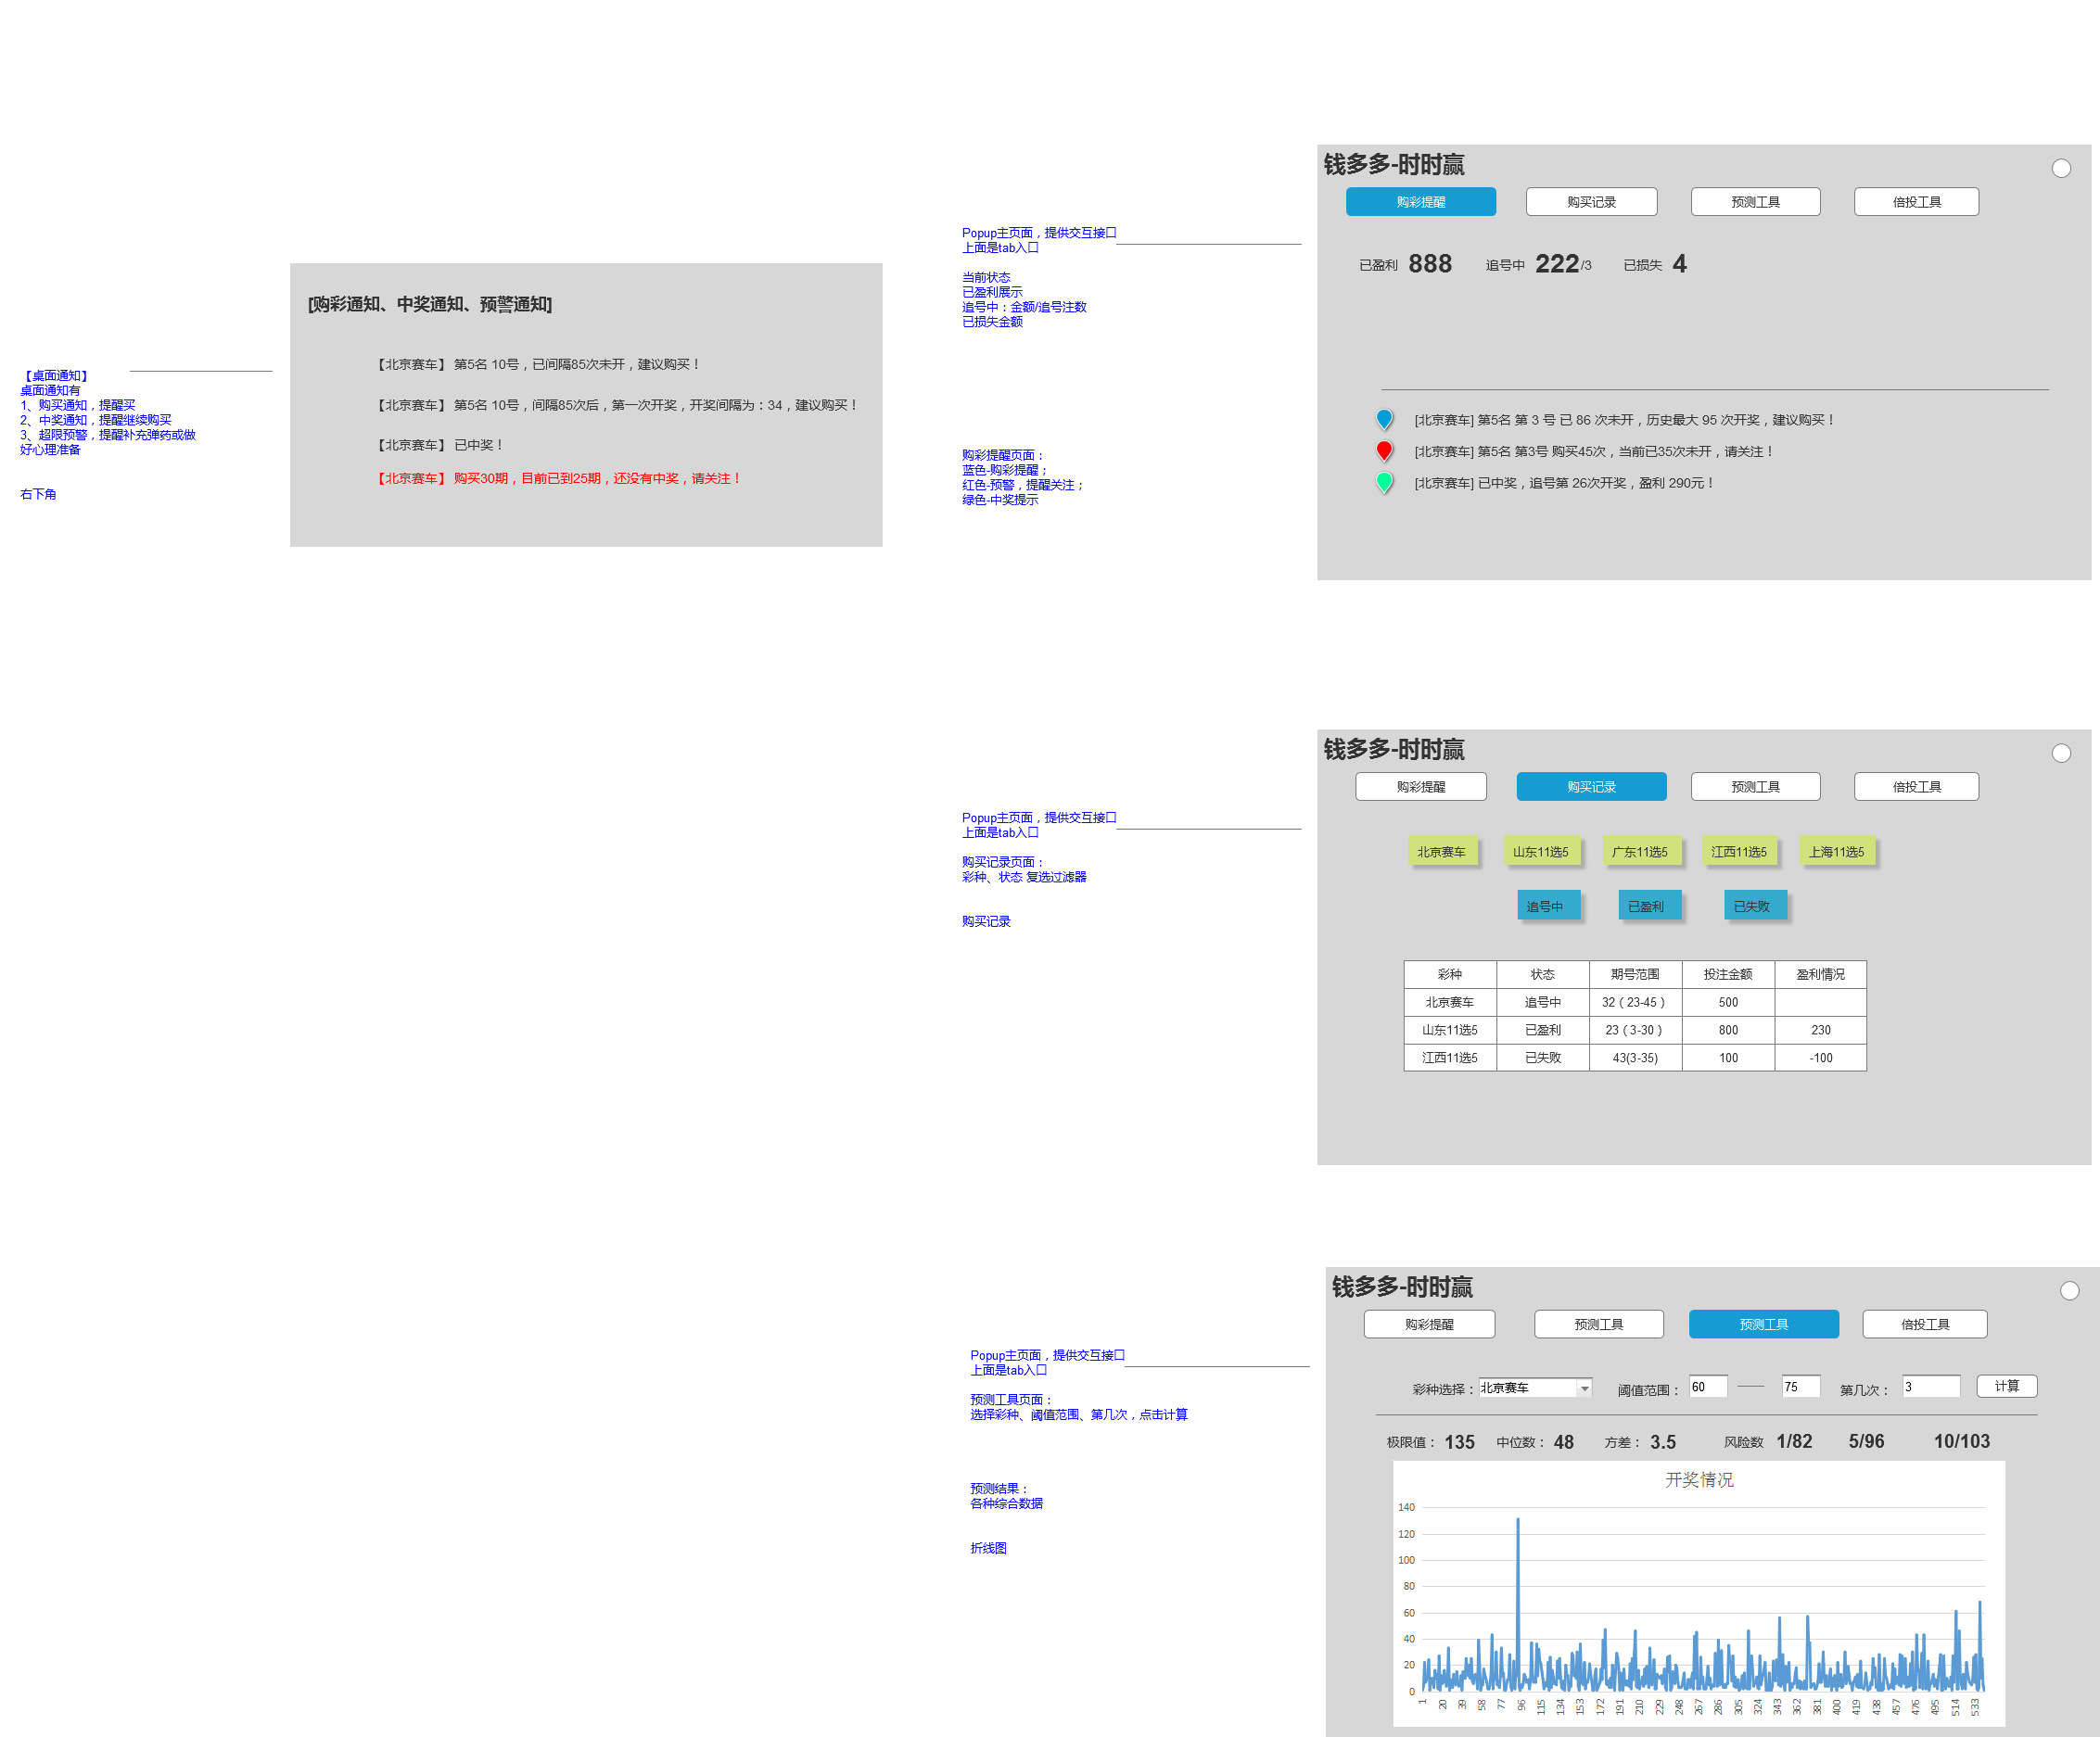 【桌面通知】
桌面通知有
1、购买通知，提醒买
2、中奖通知，提醒继续购买
3、超限预警，提醒补充弹药或做
好心理准备
右下角
[购彩通知、中奖通知、预警通知]
【北京赛车】 第5名 10号，已间隔85次未开，建议购买！
【北京赛车】 第5名 10号，间隔85次后，第一次开奖，开奖间隔为：34，建议购买！
【北京赛车】 已中奖！
【北京赛车】 购买30期，目前已到25期，还没有中奖，请关注！
Popup主页面，提供交互接口
上面是tab入口
当前状态
已盈利展示
追号中：金额/追号注数
已损失金额
购彩提醒页面：
蓝色-购彩提醒；
红色-预警，提醒关注；
绿色-中奖提示
钱多多-时时赢
购彩提醒 购买记录 预测工具 倍投工具
已盈利 888 追号中 222/3 已损失 4
[北京赛车] 第5名 第 3 号 已 86 次未开，历史最大 95 次开奖，建议购买！
[北京赛车] 第5名 第3号 购买45次，当前已35次未开，请关注！
[北京赛车] 已中奖，追号第 26次开奖，盈利 290元！
Popup主页面，提供交互接口
上面是tab入口
购买记录页面：
彩种、状态 复选过滤器
购买记录
钱多多-时时赢
购彩提醒 购买记录 预测工具 倍投工具
北京赛车 山东11选5 广东11选5 江西11选5 上海11选5
追号中 已盈利 已失败
彩种 状态 期号范围 投注金额 盈利情况
北京赛车 追号中 32（23-45） 500
山东11选5 已盈利 23（3-30） 800 230
江西11选5 已失败 43(3-35) 100 -100
Popup主页面，提供交互接口
上面是tab入口
预测工具页面：
选择彩种、阈值范围、第几次，点击计算
预测结果：
各种综合数据
折线图
钱多多-时时赢
购彩提醒 预测工具 预测工具 倍投工具
彩种选择： 北京赛车 阈值范围： 60 75 第几次： 3 计算
极限值： 135 中位数： 48 方差： 3.5 风险数 1/82 5/96 10/103
开奖情况
140
120
100
80
60
40
20
0
1 20 39 58 77 96 115 134 153 172 191 210 229 248 267 286 305 324 343 362 381 400 419 438 457 476 495 514 533